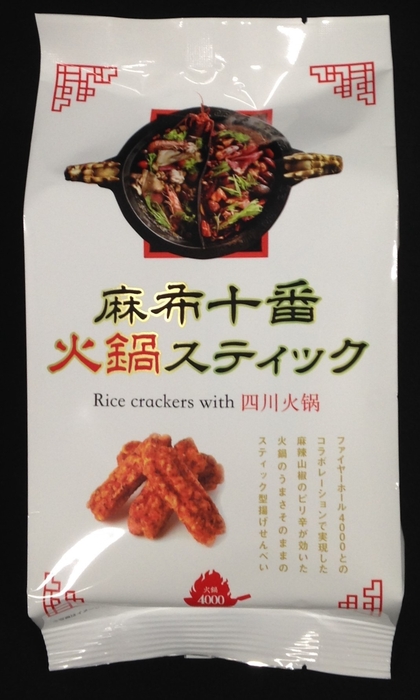 麻布十番
火鍋スティック
Rice crackers with 四川火锅
ファイヤーホール4000との
コラボレーションで実現した
麻辣山椒のピリ辛が効いた
火鍋のうまさそのままの
スティック型揚げせんべい
火鍋
4000